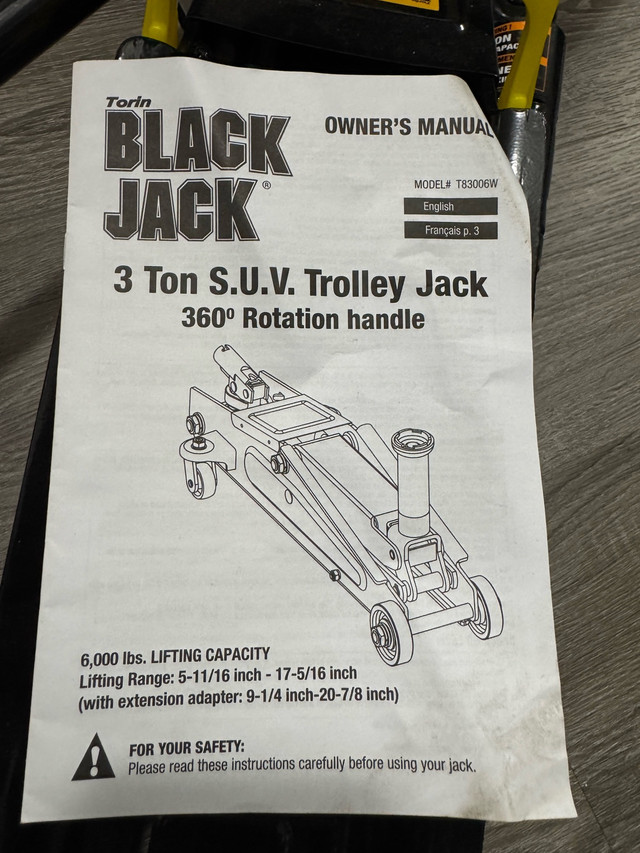 Torin
BLACK
JACK®
OWNER'S MANUAL
MODEL# T83006W
English
Français p. 3
3 Ton S.U.V. Trolley Jack
360º Rotation handle
6,000 lbs. LIFTING CAPACITY
Lifting Range: 5-11/16 inch - 17-5/16 inch
(with extension adapter: 9-1/4 inch-20-7/8 inch)
FOR YOUR SAFETY:
Please read these instructions carefully before using your jack.